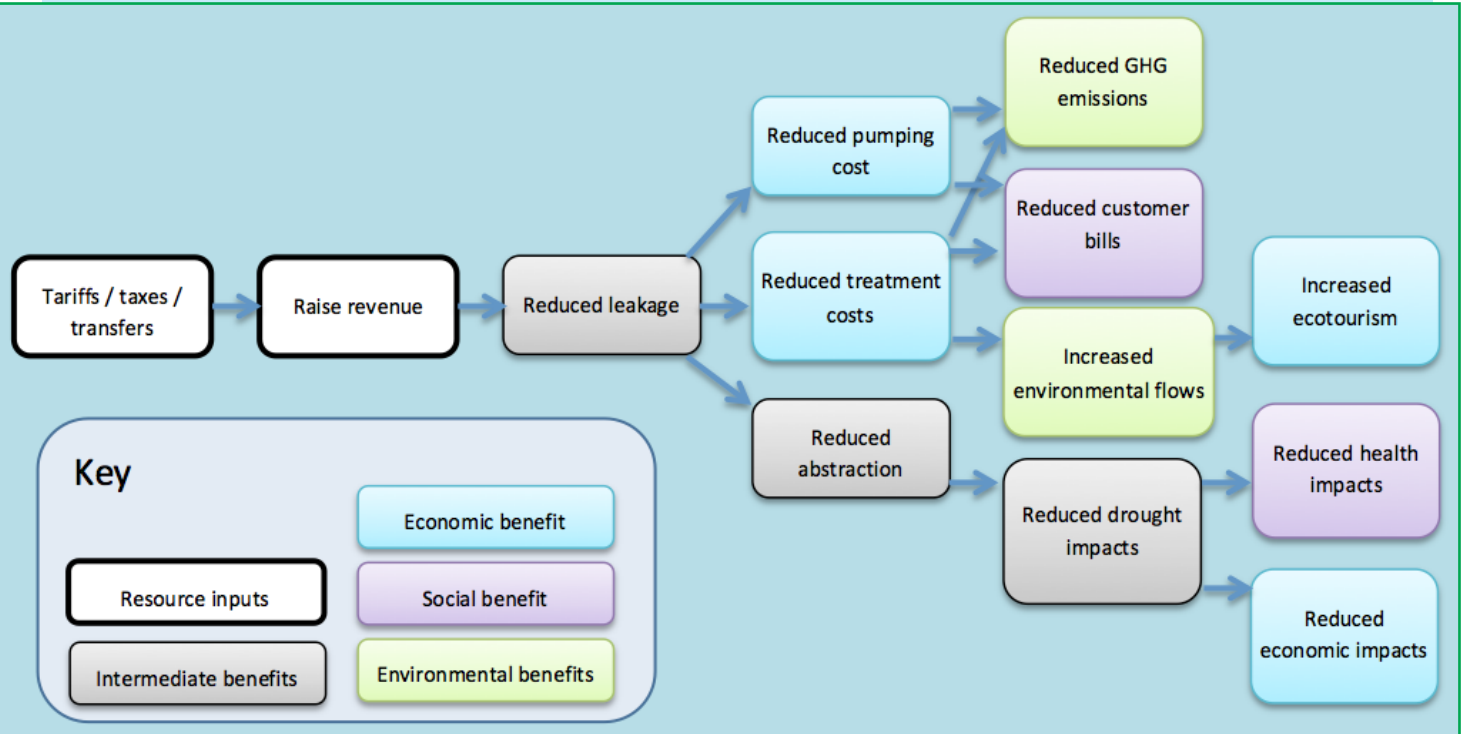 Tariffs / taxes /
transfers
Raise revenue
Reduced leakage
Reduced pumping
cost
Reduced treatment
costs
Reduced
abstraction
Reduced GHG
emissions
Reduced customer
bills
Increased
environmental flows
Reduced drought
impacts
Increased
ecotourism
Reduced health
impacts
Reduced
economic impacts
Key
Resource inputs
Intermediate benefits
Economic benefit
Social benefit
Environmental benefits